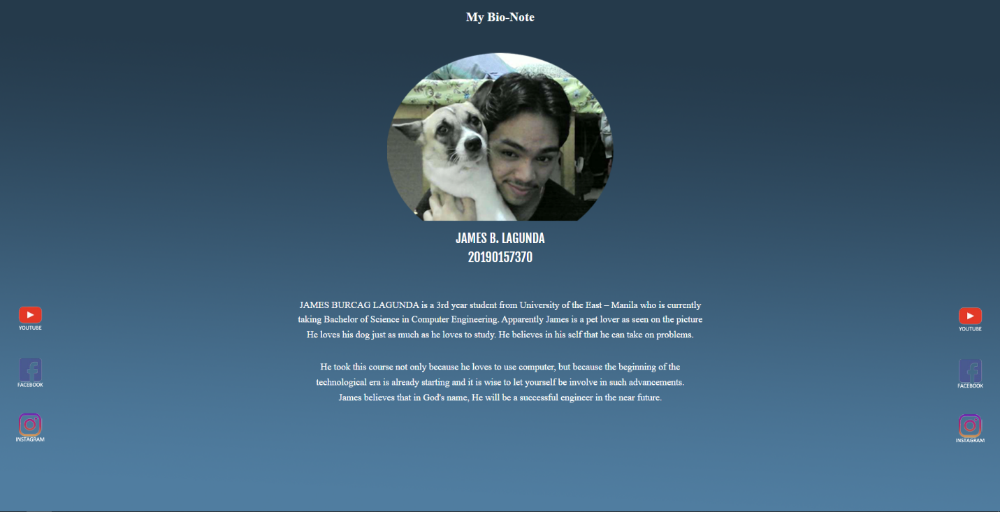 My Bio-Note
JAMES B. LAGUNDA
20190157370
JAMES BURCAG LAGUNDA is a 3rd year student from University of the East – Manila who is currently
taking Bachelor of Science in Computer Engineering. Apparently James is a pet lover as seen on the picture
He loves his dog just as much as he loves to study. He believes in his self that he can take on problems.
He took this course not only because he loves to use computer, but because the beginning of the
technological era is already starting and it is wise to let yourself be involve in such advancements.
James believes that in God's name, He will be a successful engineer in the near future.
YOUTUBE
FACEBOOK
INSTAGRAM
YOUTUBE
FACEBOOK
INSTAGRAM